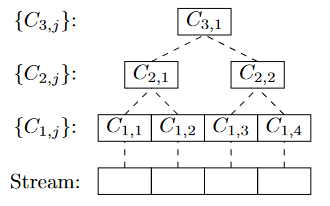 {C3,j}: C3,1
{C2,j}: C2,1 C2,2
{C1,j}: C1,1 C1,2 C1,3 C1,4
Stream: